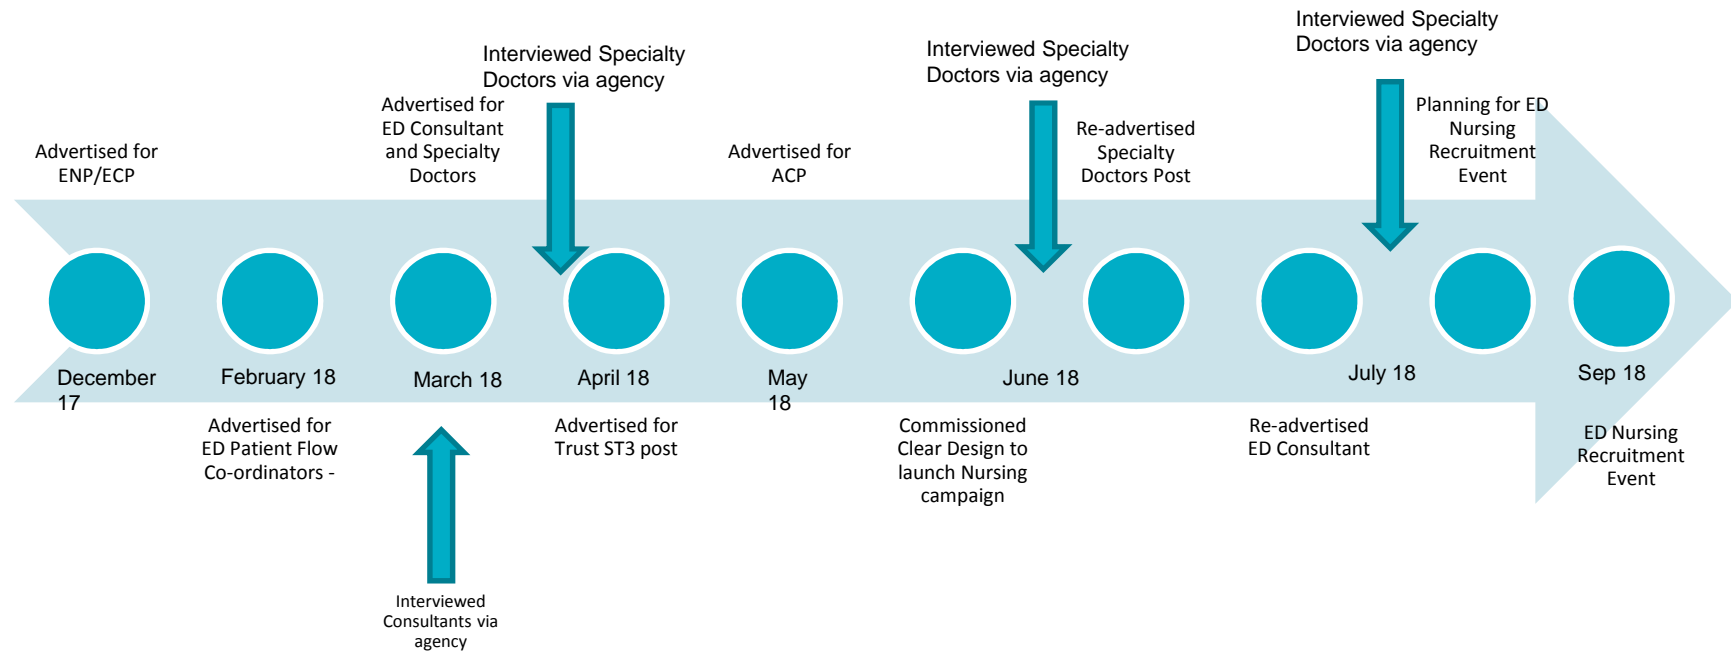 Interviewed Specialty
Doctors via agency
Interviewed Specialty
Doctors via agency
Interviewed Specialty
Doctors via agency
Advertised for
ENP/ECP
Advertised for
ED Consultant
and Specialty
Doctors
Advertised for
ACP
Re-advertised
Specialty
Doctors Post
Planning for ED
Nursing
Recruitment
Event
December
17
February 18
March 18
April 18
May
18
June 18
July 18
Sep 18
Advertised for
ED Patient Flow
Co-ordinators -
Advertised for
Trust ST3 post
Commissioned
Clear Design to
launch Nursing
campaign
Re-advertised
ED Consultant
ED Nursing
Recruitment
Event
Interviewed
Consultants via
agency